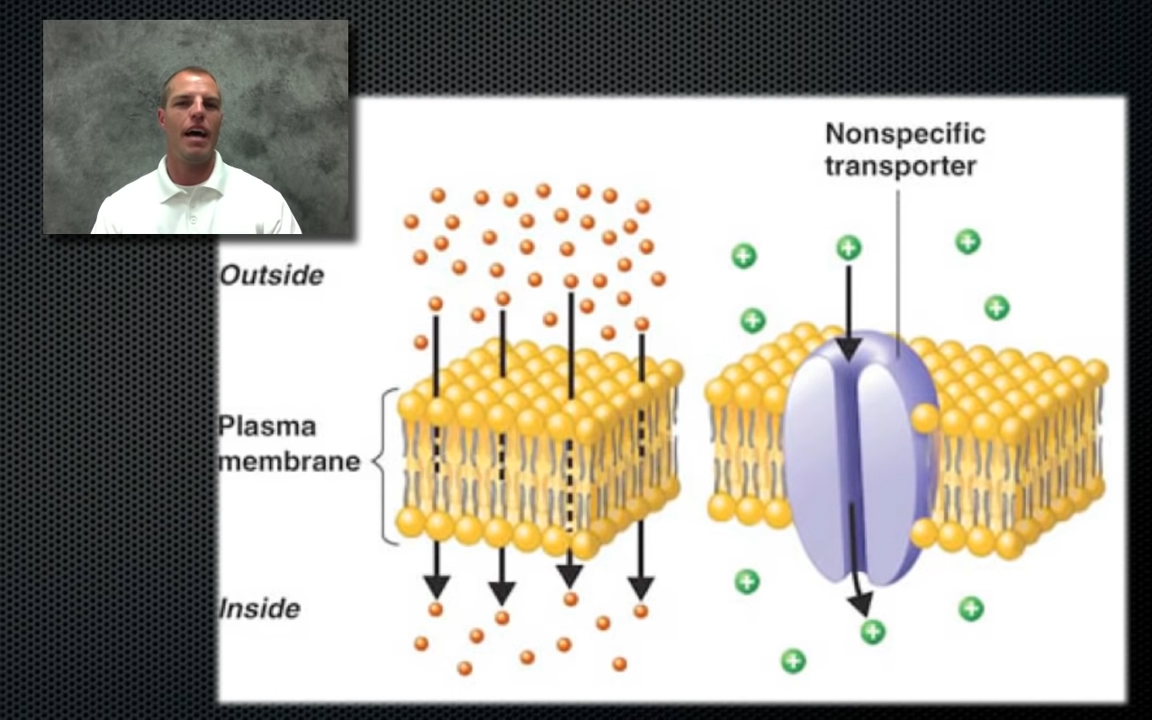 Nonspecific
transporter
Outside
Plasma
membrane
Inside